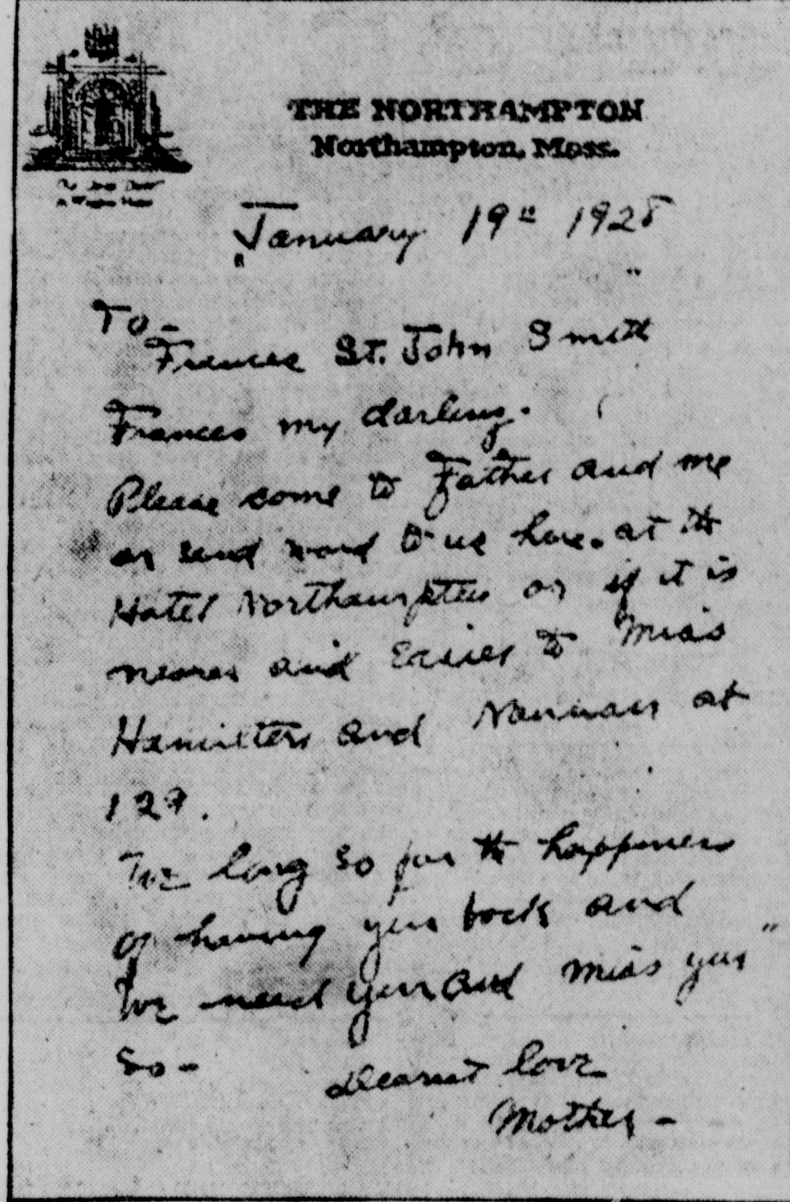 THE NORTHAMPTON
Northampton, Mass.
January 19th 1928
To-
Frances St. John Smith
Frances my darling.
Please come to Father and me
or send word to us here. at the
Hotel Northampton or if it is
nearer and easier to Miss
Hamilton and at
129.
We long so for the happiness
of having you back and
We need you and miss you
So-
Dearest love
Mother-